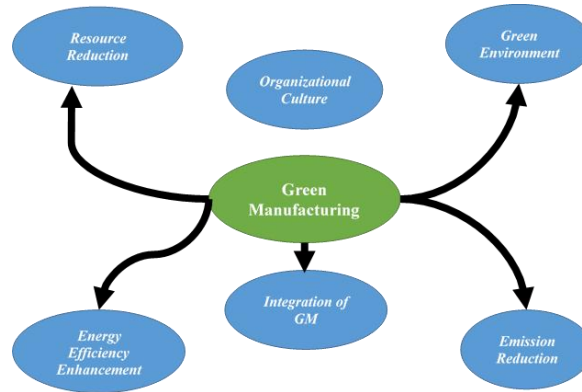 Resource
Reduction
Organizational
Culture
Green
Environment
Green
Manufacturing
Energy
Efficiency
Enhancement
Integration of
GM
Emission
Reduction